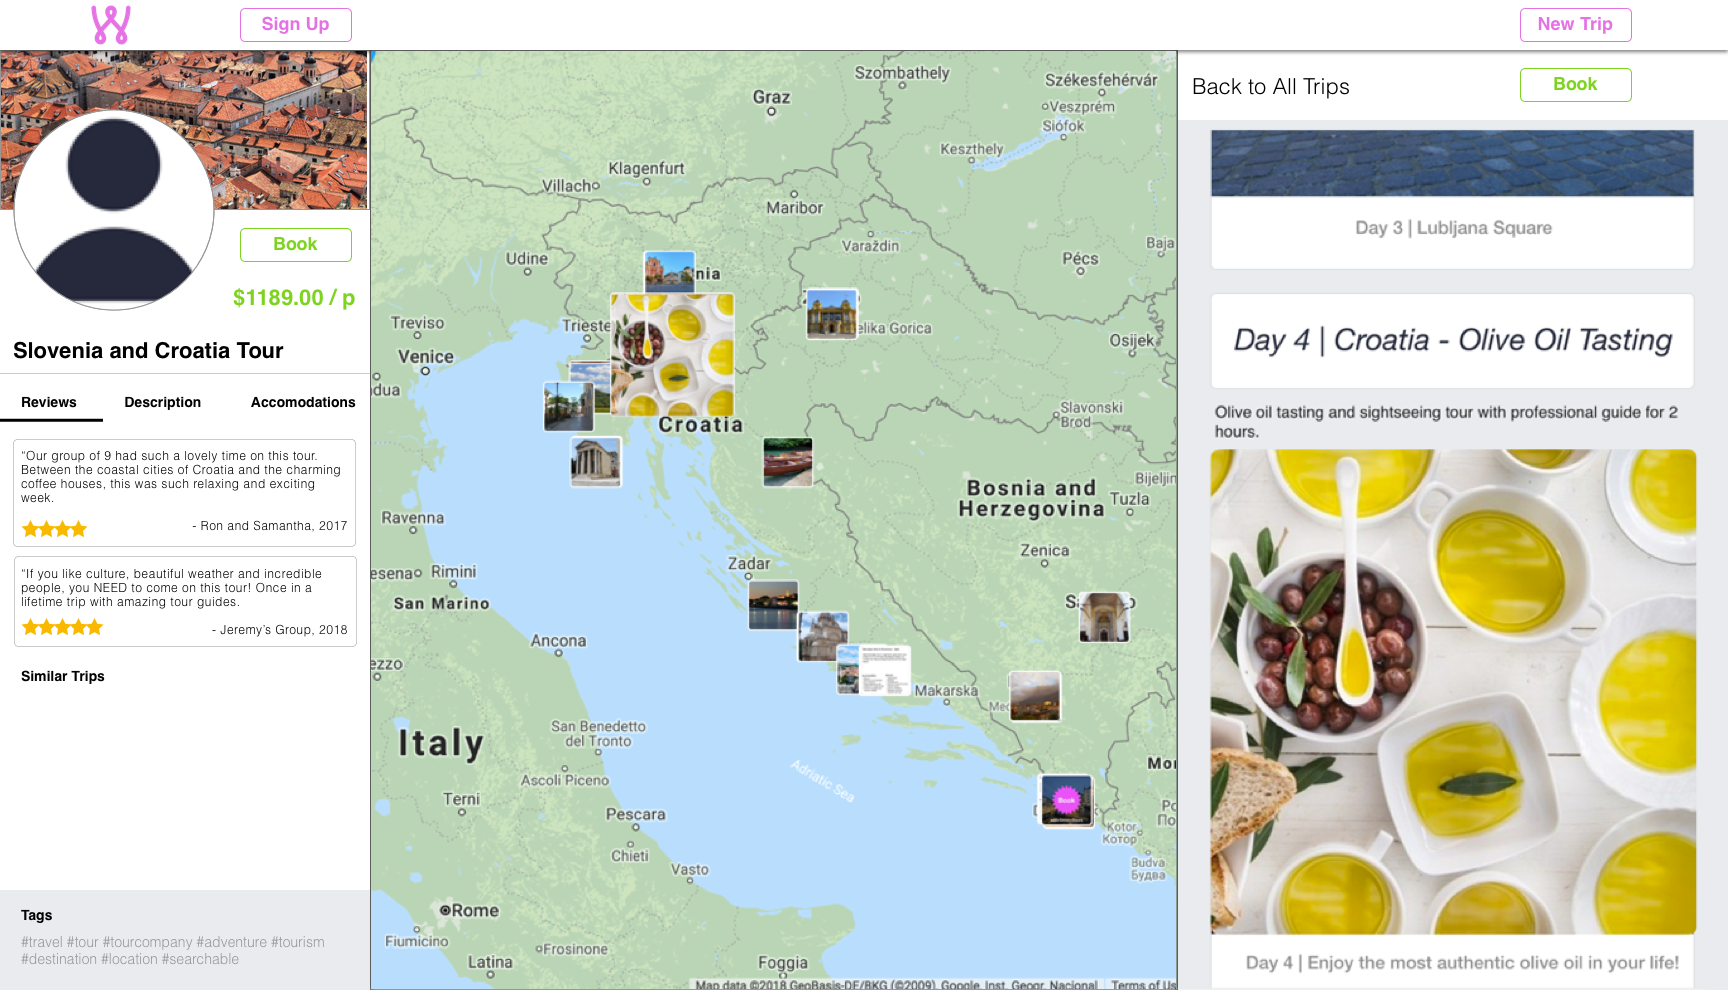 Sign Up
New Trip
Back to All Trips
Book
Book
$1189.00 / p
Slovenia and Croatia Tour
Reviews
Description
Accomodations
"Our group of 9 had such a lovely time on this tour.
Between the coastal cities of Croatia and the charming
coffee houses, this was such relaxing and exciting
week.
- Ron and Samantha, 2017
"If you like culture, beautiful weather and incredible
people, you NEED to come on this tour! Once in a
lifetime trip with amazing tour guides.
- Jeremy's Group, 2018
Similar Trips
Tags
#travel #tour #tourcompany #adventure #tourism
#destination #location #searchable
Szombathely
Székesfehérvár
Graz
Veszprém
Siófok
Keszthely
Klagenfurt
Villach
Maribor
Varaždin
Baja
Udine
Pécs
nia
Treviso
Trieste
elika Gorica
Osijek
Venice
dua
Slavonski
Brod
Croatia
Bosnia and
Herzegovina
Bijeljin
Tuzla
Ravenna
Zenica
Zadar
esena
Rimini
San Marino
Ancona
ezzo
Makarska
Italy
San Benedetto
del Tronto
Adriatic Sea
Ascoli Piceno
Terni
Pescara
Book
Kotor
Котор
Chieti
Vasto
Budva
Будва
Rome
Fiumicino
Frosinone
Latina
Foggia
Map data ©2018 GeoBasis-DE/BKG (©2009), Google, Inst. Geogr. Nacional
Terms of Us
Day 3 | Lubljana Square
Day 4 | Croatia - Olive Oil Tasting
Olive oil tasting and sightseeing tour with professional guide for 2
hours.
Day 4 | Enjoy the most authentic olive oil in your life!